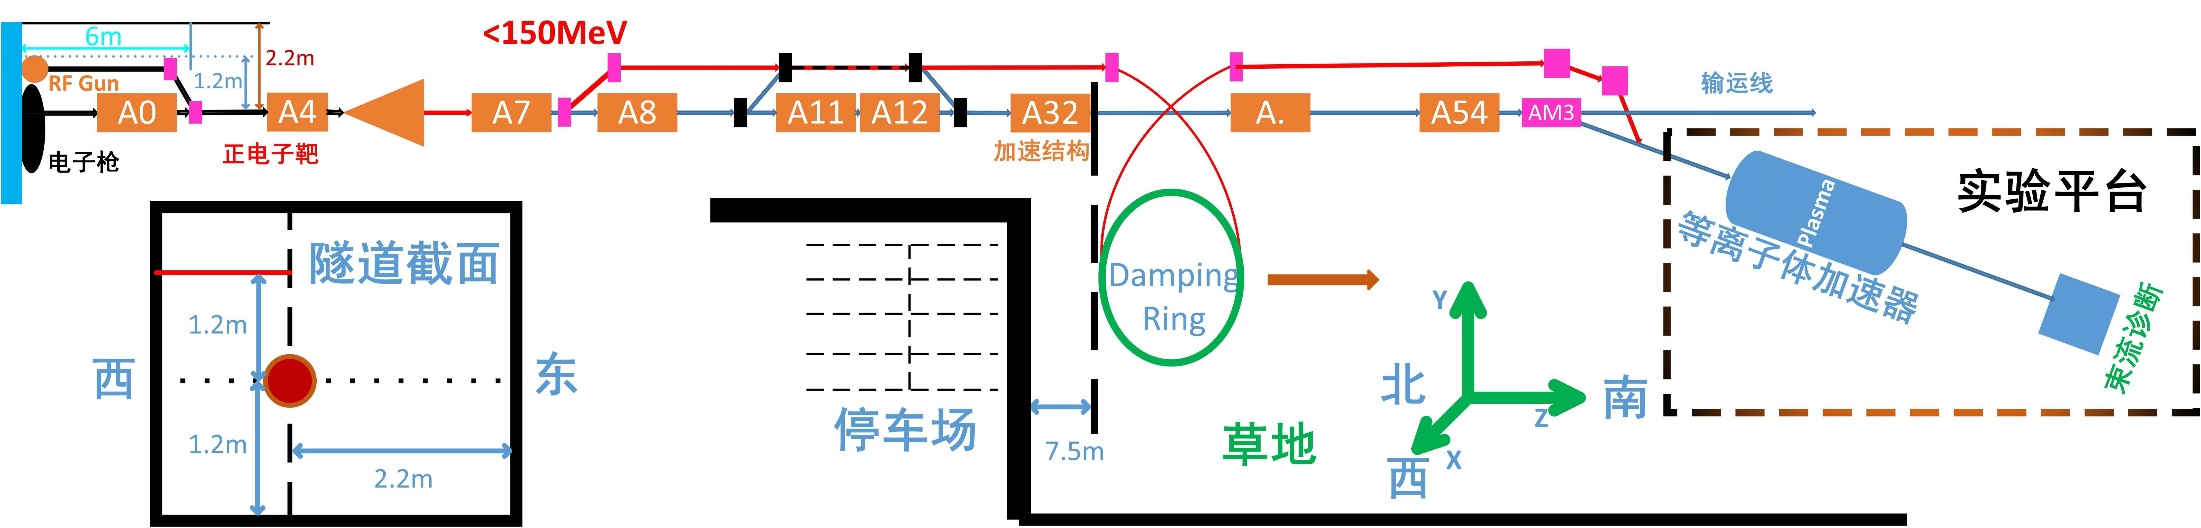 <150MeV
6m
2.2m
RF Gun
1.2m
输运线
A0
A4
A7
A8
A11
A12
A32
A.
A54
AM3
电子枪
正电子靶
加速结构
隧道截面
1.2m
西
东
1.2m
2.2m
停车场
7.5m
Damping
Ring
草地
Y
北
Z
南
西
X
实验平台
Plasma
等离子体加速器
束流诊断